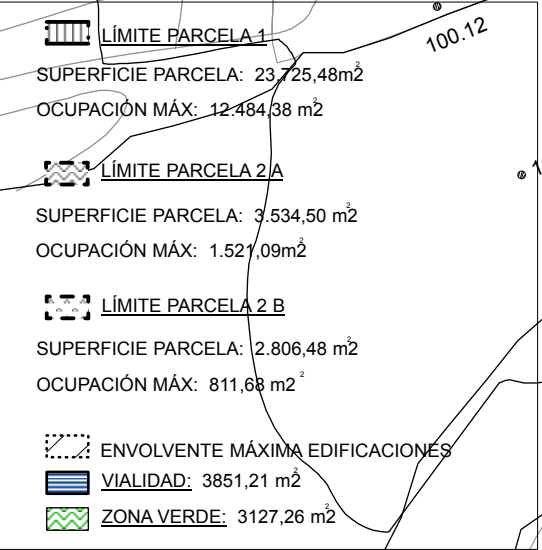 LÍMITE PARCELA 1
100.12
SUPERFICIE PARCELA: 23,725,48m2
OCUPACIÓN MÁX: 12.484,38 m2
LÍMITE PARCELA 2 A
SUPERFICIE PARCELA: 3.534,50 m2
OCUPACIÓN MÁX: 1.521,09m2
LÍMITE PARCELA 2 B
SUPERFICIE PARCELA: 2.806,48 m2
OCUPACIÓN MÁX: 811,68 m2 2
ENVOLVENTE MÁXIMA EDIFICACIONES
VIALIDAD: 3851,21 m2
ZONA VERDE: 3127,26 m2